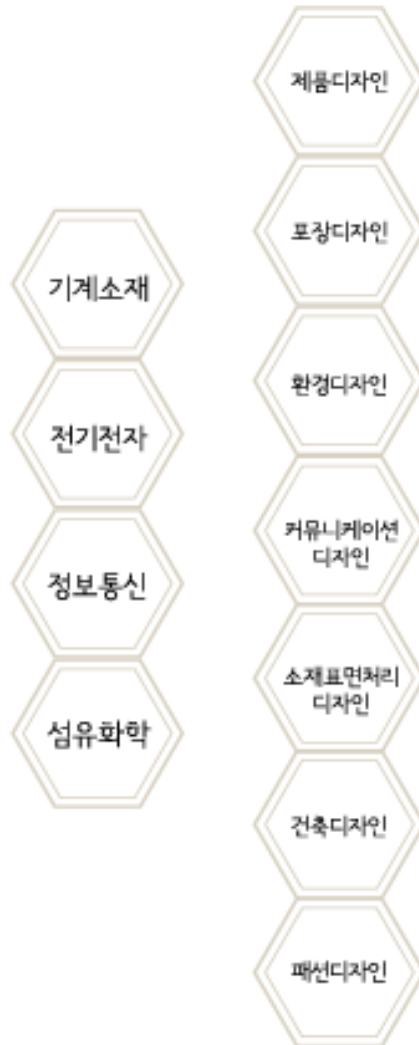 기계소재
전기전자
정보통신
섬유화학
제품디자인
포장디자인
환경디자인
커뮤니케이션
디자인
소재표면처리
디자인
건축디자인
패션디자인